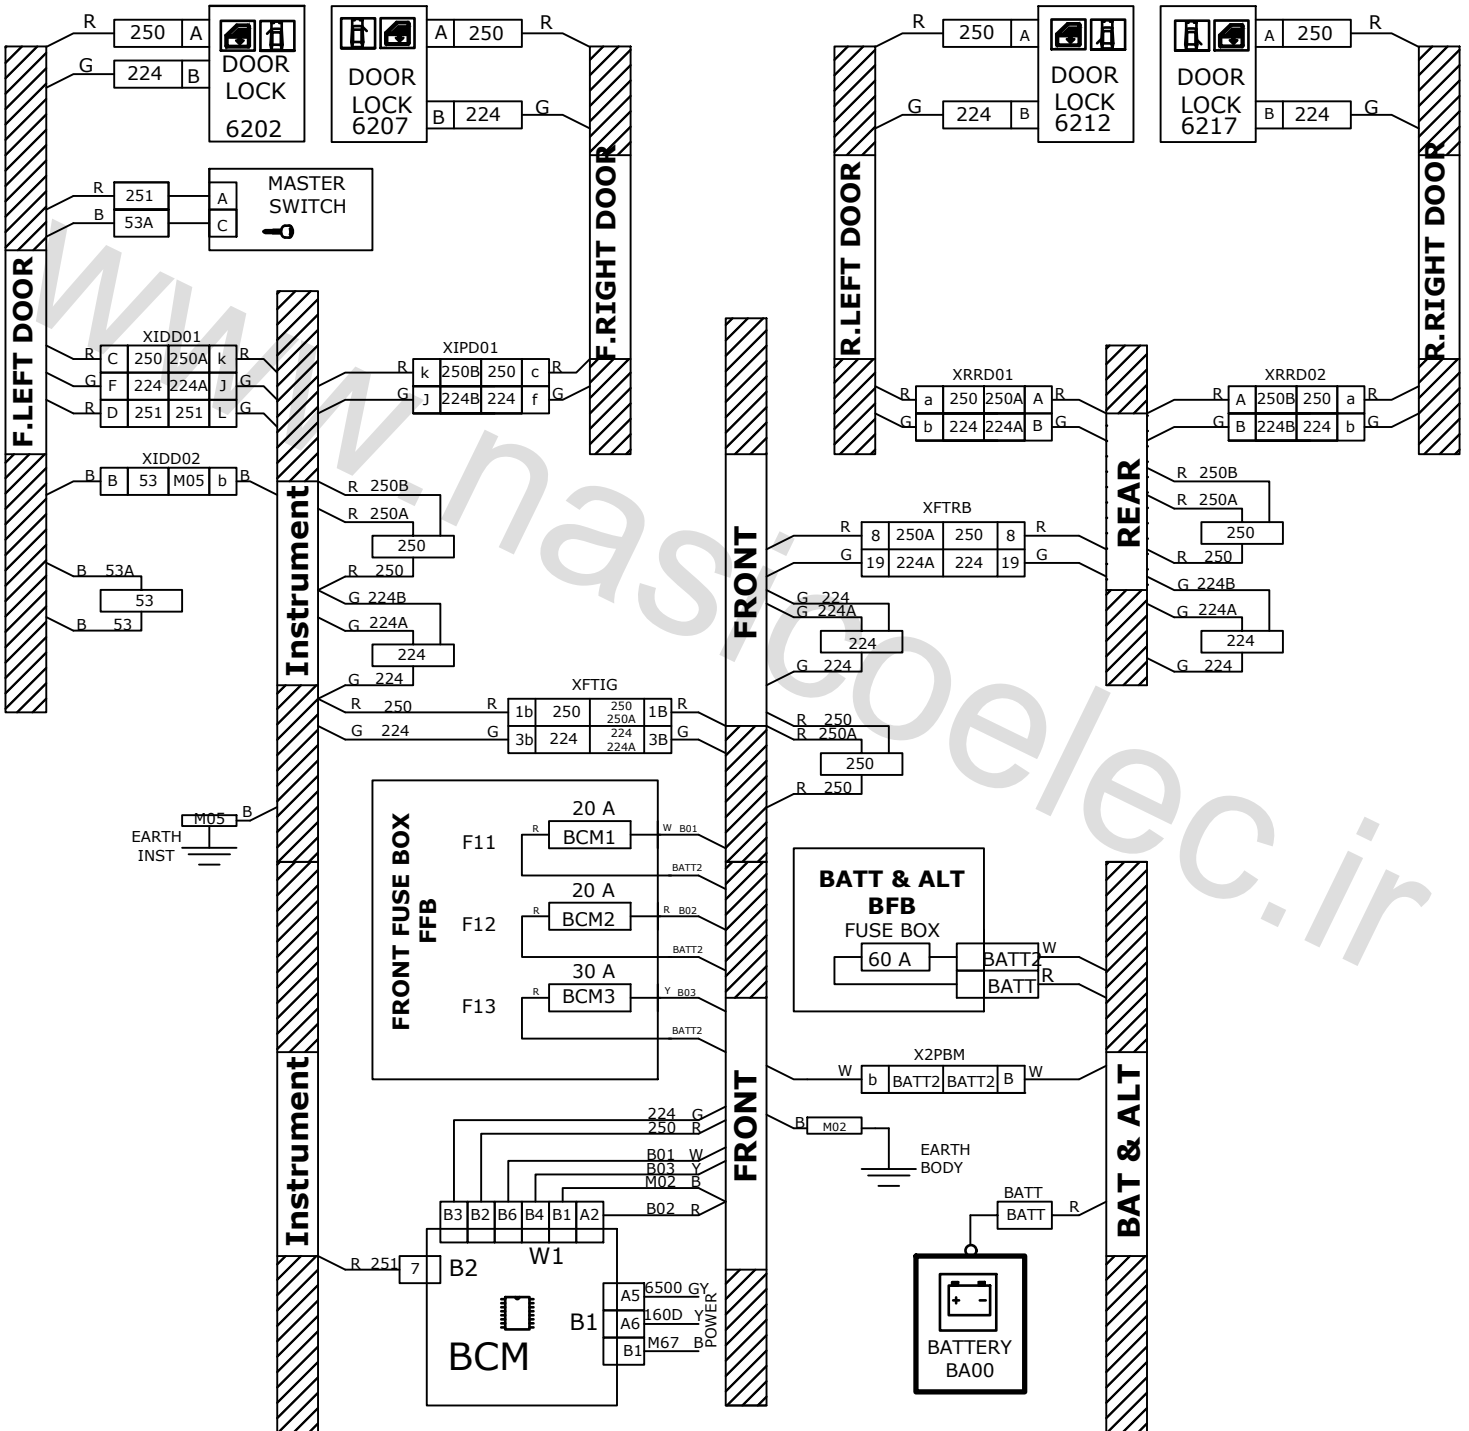 R 250 A
G 224 B
DOOR
LOCK
6202
A 250 R
B 224 G
DOOR
LOCK
6207
R 250 A
G 224 B
DOOR
LOCK
6212
A 250 R
B 224 G
DOOR
LOCK
6217
R 251 A
B 53A C
MASTER
SWITCH
F.LEFT DOOR
F.RIGHT DOOR
R.LEFT DOOR
R.RIGHT DOOR
XIDD01
R C 250 250A k R
G F 224 224A J G
R D 251 251 L G
XIDD02
B B 53 M05 b B
B 53A
53
B 53
XIPD01
R k 250B 250 c R
G J 224B 224 f G
XRRD01
R a 250 250A A R
G b 224 224A B G
XRRD02
R A 250B 250 a R
G B 224B 224 b G
Instrument
R 250B
R 250A
250
R 250
G 224B
G 224A
224
G 224
R 250
G 224
XFTIG
R 1b 250 250 250A 1B R
G 3b 224 224 224A 3B G
FRONT
XFTRB
R 8 250A 250 8 R
G 19 224A 224 19 G
G 224
G 224A
224
G 224
R 250
R 250A
250
R 250
REAR
R 250B
R 250A
250
R 250
G 224B
G 224A
224
G 224
M05 B
EARTH
INST
FRONT FUSE BOX
FFB
F11
20 A
R BCM1 W B01
BATT2
F12
20 A
R BCM2 R B02
BATT2
F13
30 A
R BCM3 Y B03
BATT2
BATT & ALT
BFB
FUSE BOX
60 A
BATT2 W
BATT R
X2PBM
W b BATT2 BATT2 B W
B M02
EARTH
BODY
Instrument
FRONT
BAT & ALT
224 G
250 R
B01 W
B03 Y
M02 B
B02 R
B3 B2 B6 B4 B1 A2
W1
R 251 7 B2
B1
A5 6500 GY
A6 160D Y
B1 M67 B
POWER
BCM
BATT
BATT R
+ -
BATTERY
BA00
www.nasicoelec.ir